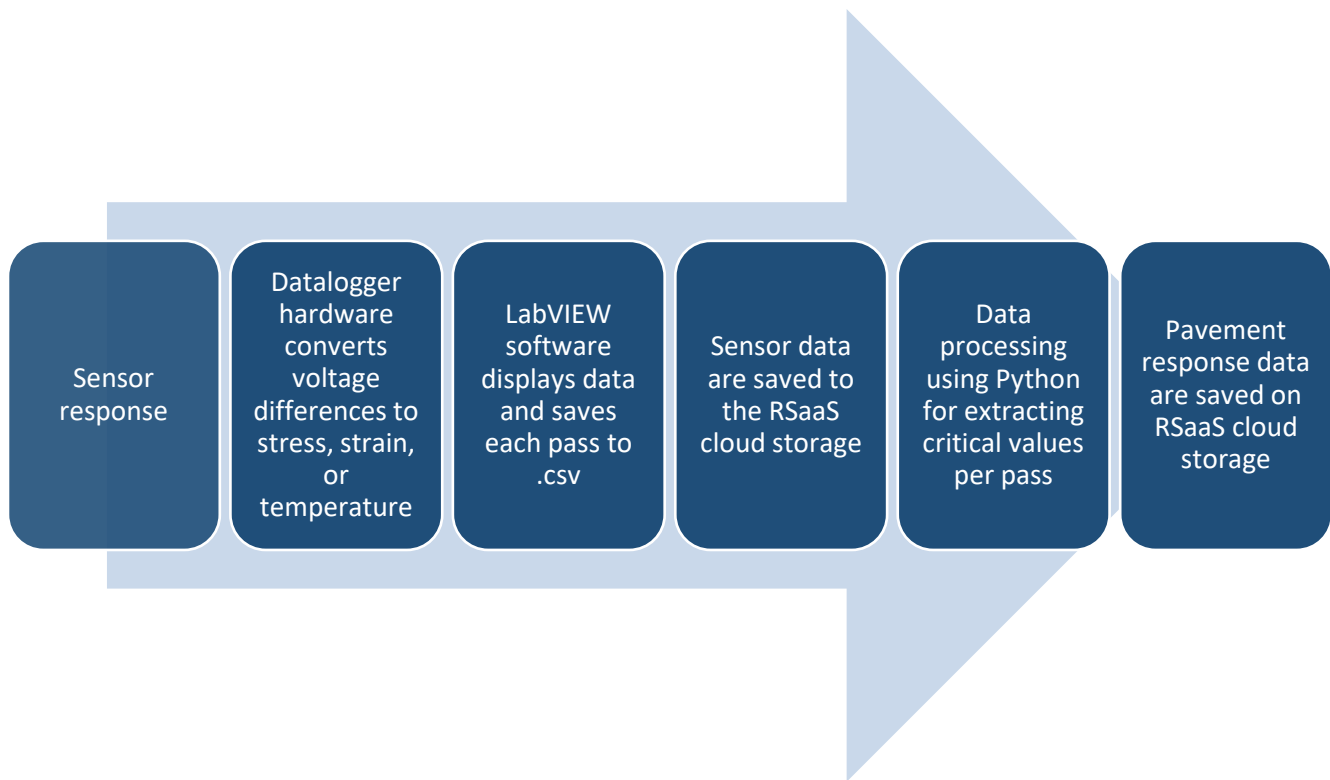 Sensor
response
Datalogger
hardware
converts
voltage
differences to
stress, strain,
or
temperature
LabVIEW
software
displays data
and saves
each pass to
.csv
Sensor data
are saved to
the RSaaS
cloud storage
Data
processing
using Python
for extracting
critical values
per pass
Pavement
response data
are saved on
RSaaS cloud
storage